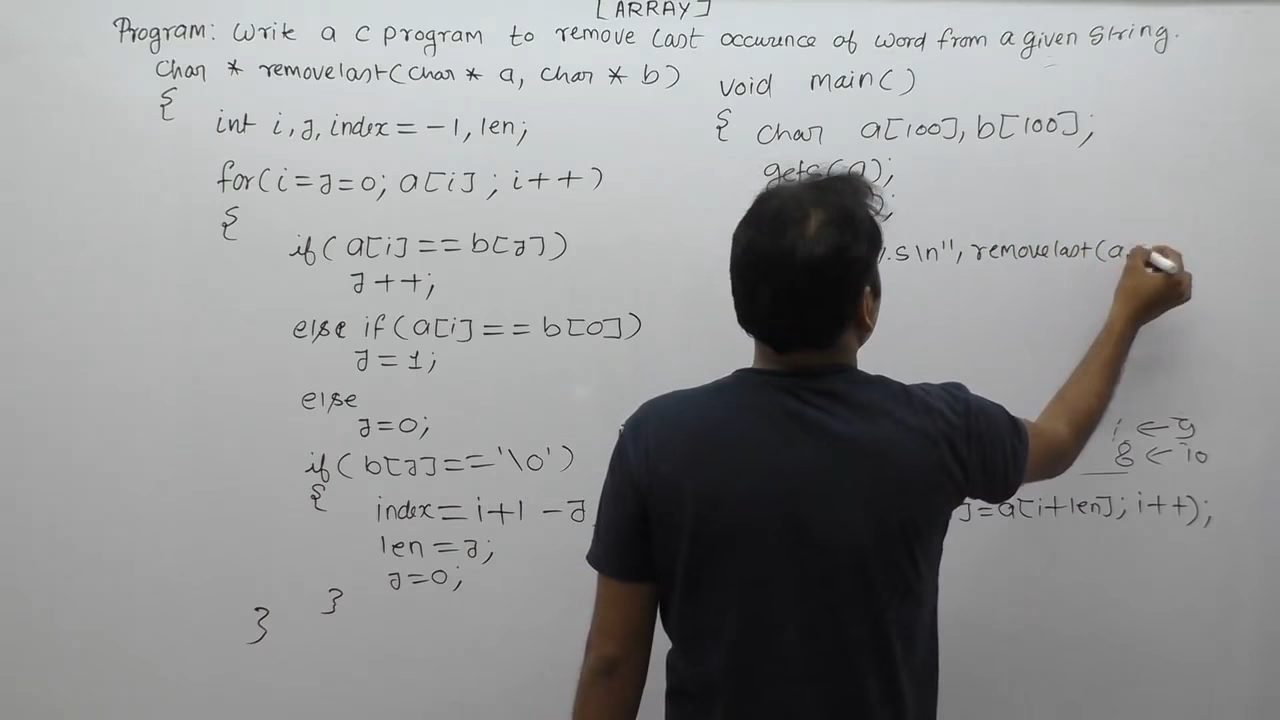 [ARRAY]
Program: Write a C program to remove Last occurence of word from a given String.
Char * removelast(char * a, char * b)
{
int i, J, index = -1, len;
for(i=J=0; a[i]; i++)
{
if( a[i] == b[J])
J++;
else if( a[i] == b[0])
J = 1;
else
J=0;
if( b[J] == '\0')
{
index = i+1 - J
len = J;
J=0;
}
}
void main()
{ char a[100], b[100];
gets(a);
);
%s\n", removelast(a,
i ← 9
8 ← 10
]=a[i+len]; i++);